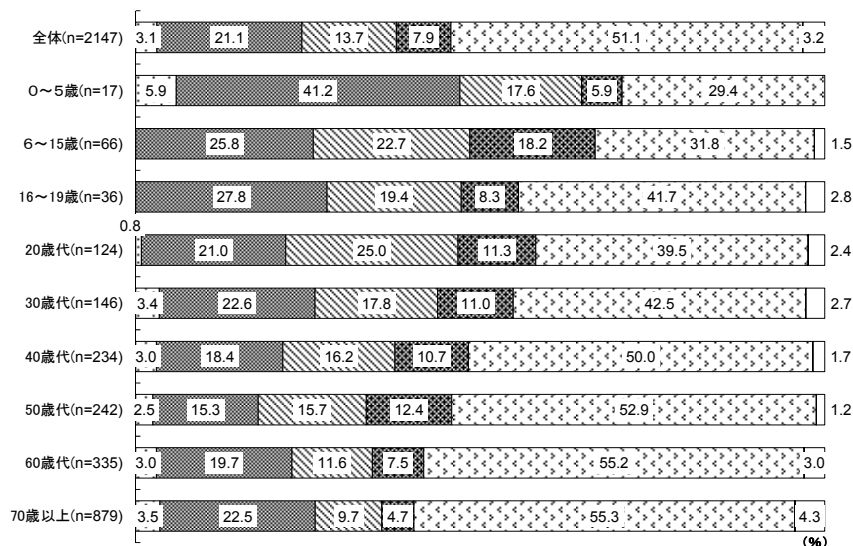 全体(n=2147) 3.1 21.1 13.7 7.9 51.1 3.2
0～5歳(n=17) 5.9 41.2 17.6 5.9 29.4
6～15歳(n=66) 25.8 22.7 18.2 31.8 1.5
16～19歳(n=36) 27.8 19.4 8.3 41.7 2.8
0.8
20歳代(n=124) 21.0 25.0 11.3 39.5 2.4
30歳代(n=146) 3.4 22.6 17.8 11.0 42.5 2.7
40歳代(n=234) 3.0 18.4 16.2 10.7 50.0 1.7
50歳代(n=242) 2.5 15.3 15.7 12.4 52.9 1.2
60歳代(n=335) 3.0 19.7 11.6 7.5 55.2 3.0
70歳以上(n=879) 3.5 22.5 9.7 4.7 55.3 4.3
(%)